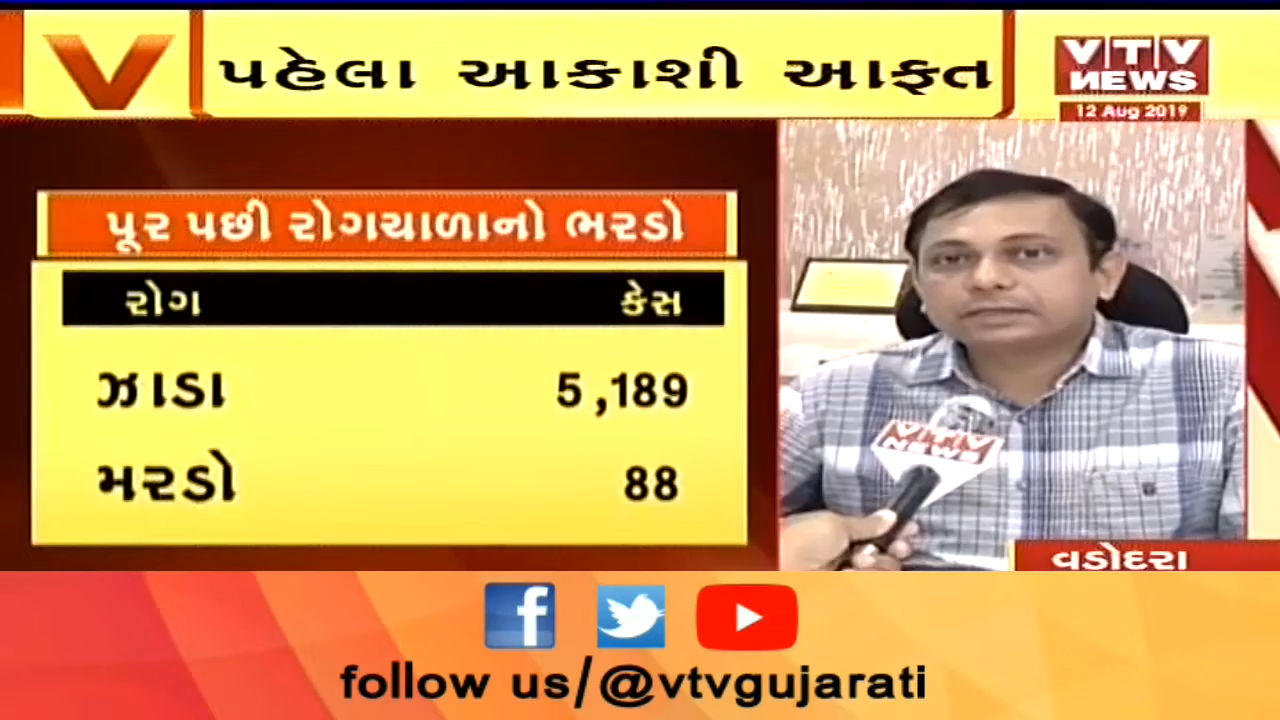 પહેલા આકાશી આફત
VTV
NEWS
12 Aug 2019
પૂર પછી રોગચાળાનો ભરડો
રોગ કેસ
ઝાડા 5,189
મરડો 88
VTV
NEWS
વડોદરા
follow us/@vtvgujarati